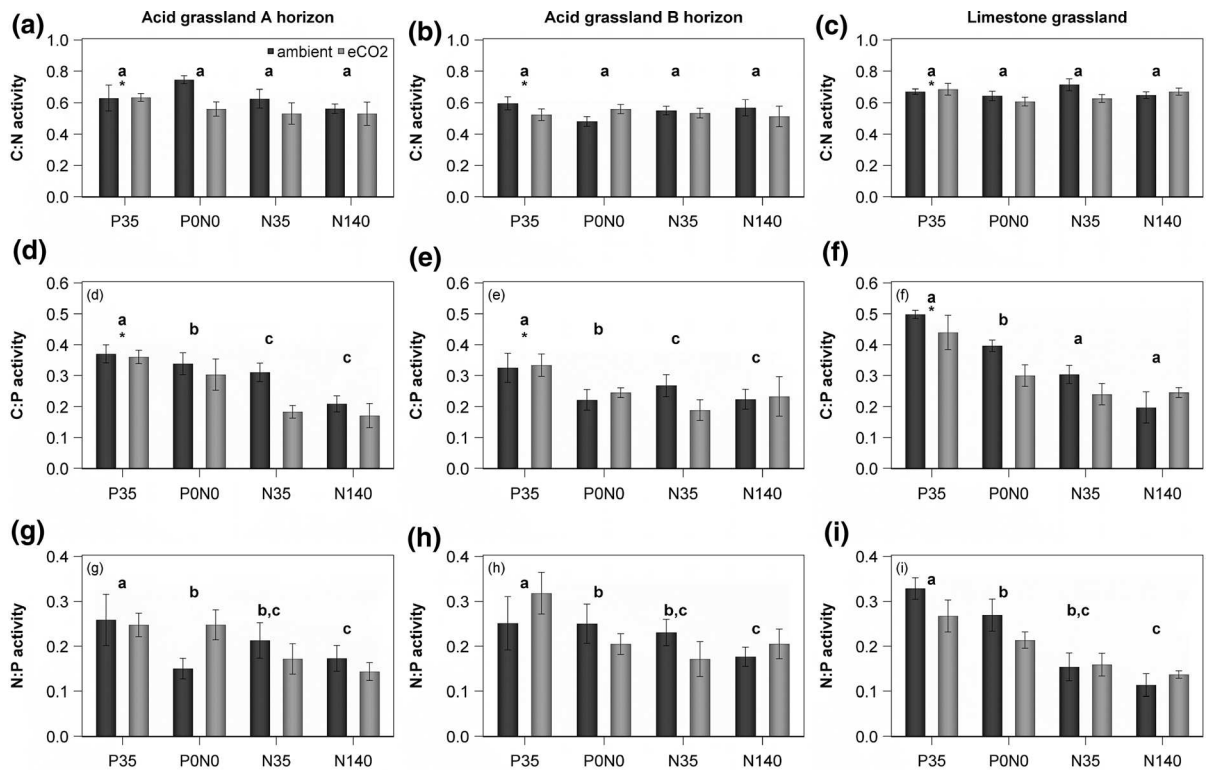 Acid grassland A horizon
Acid grassland B horizon
Limestone grassland
(a)
C:N activity
1.0
0.8
0.6
0.4
0.2
0.0
ambient eCO2
a
*
a
a
a
P35 P0N0 N35 N140
(b)
C:N activity
1.0
0.8
0.6
0.4
0.2
0.0
a
*
a
a
a
P35 P0N0 N35 N140
(c)
C:N activity
1.0
0.8
0.6
0.4
0.2
0.0
a
*
a
a
a
P35 P0N0 N35 N140
(d)
C:P activity
0.6
0.5
0.4
0.3
0.2
0.1
0.0
(d)
a
*
b
c
c
P35 P0N0 N35 N140
(e)
C:P activity
0.6
0.5
0.4
0.3
0.2
0.1
0.0
(e)
a
*
b
c
c
P35 P0N0 N35 N140
(f)
C:P activity
0.6
0.5
0.4
0.3
0.2
0.1
0.0
(f)
a
*
b
a
a
P35 P0N0 N35 N140
(g)
N:P activity
0.4
0.3
0.2
0.1
0.0
(g)
a
b
b,c
c
P35 P0N0 N35 N140
(h)
N:P activity
0.4
0.3
0.2
0.1
0.0
(h)
a
b
b,c
c
P35 P0N0 N35 N140
(i)
N:P activity
0.4
0.3
0.2
0.1
0.0
(i)
a
b
b,c
c
P35 P0N0 N35 N140